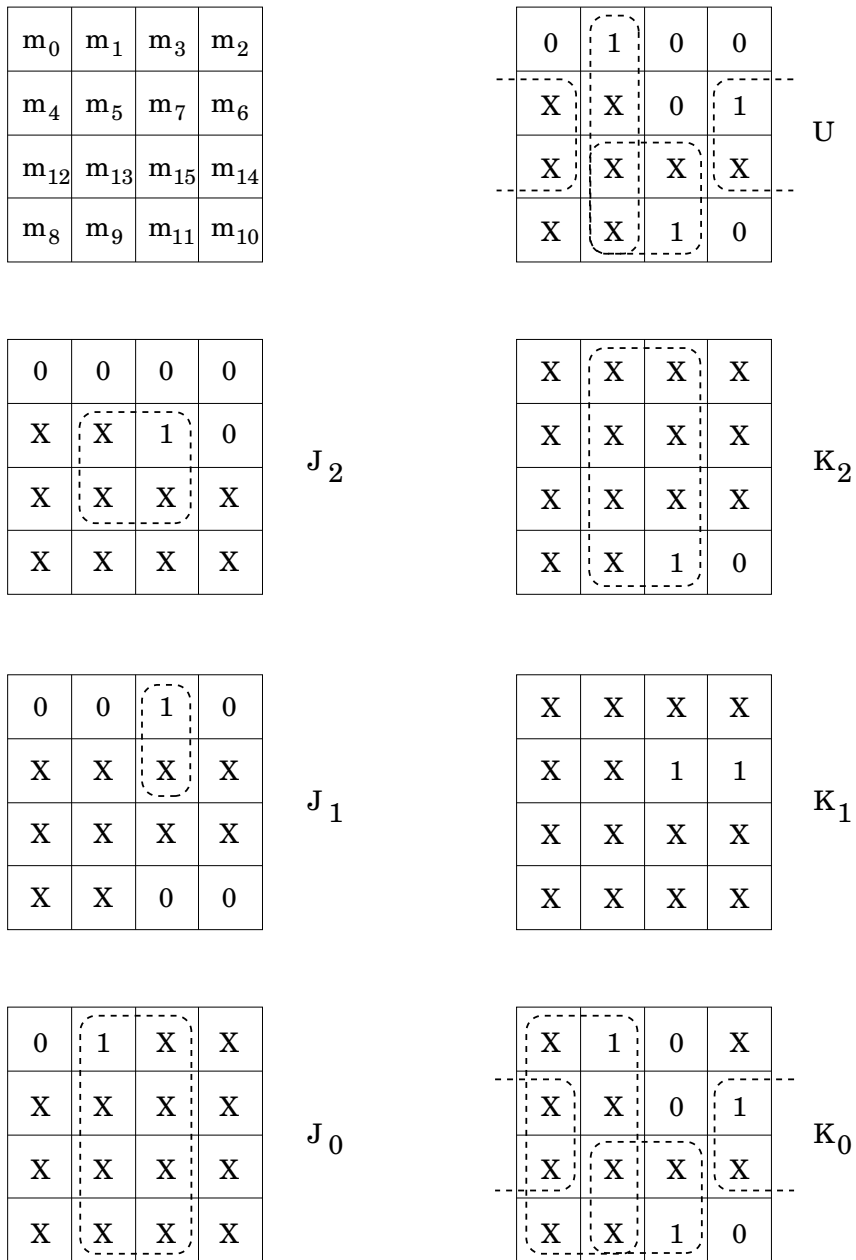 m0 m1 m3 m2
m4 m5 m7 m6
m12 m13 m15 m14
m8 m9 m11 m10
0 1 0 0
X X 0 1
X X X X
X X 1 0
U
0 0 0 0
X X 1 0
X X X X
X X X X
J2
X X X X
X X X X
X X X X
X X 1 0
K2
0 0 1 0
X X X X
X X X X
X X 0 0
J1
X X X X
X X 1 1
X X X X
X X X X
K1
0 1 X X
X X X X
X X X X
X X X X
J0
X 1 0 X
X X 0 1
X X X X
X X 1 0
K0